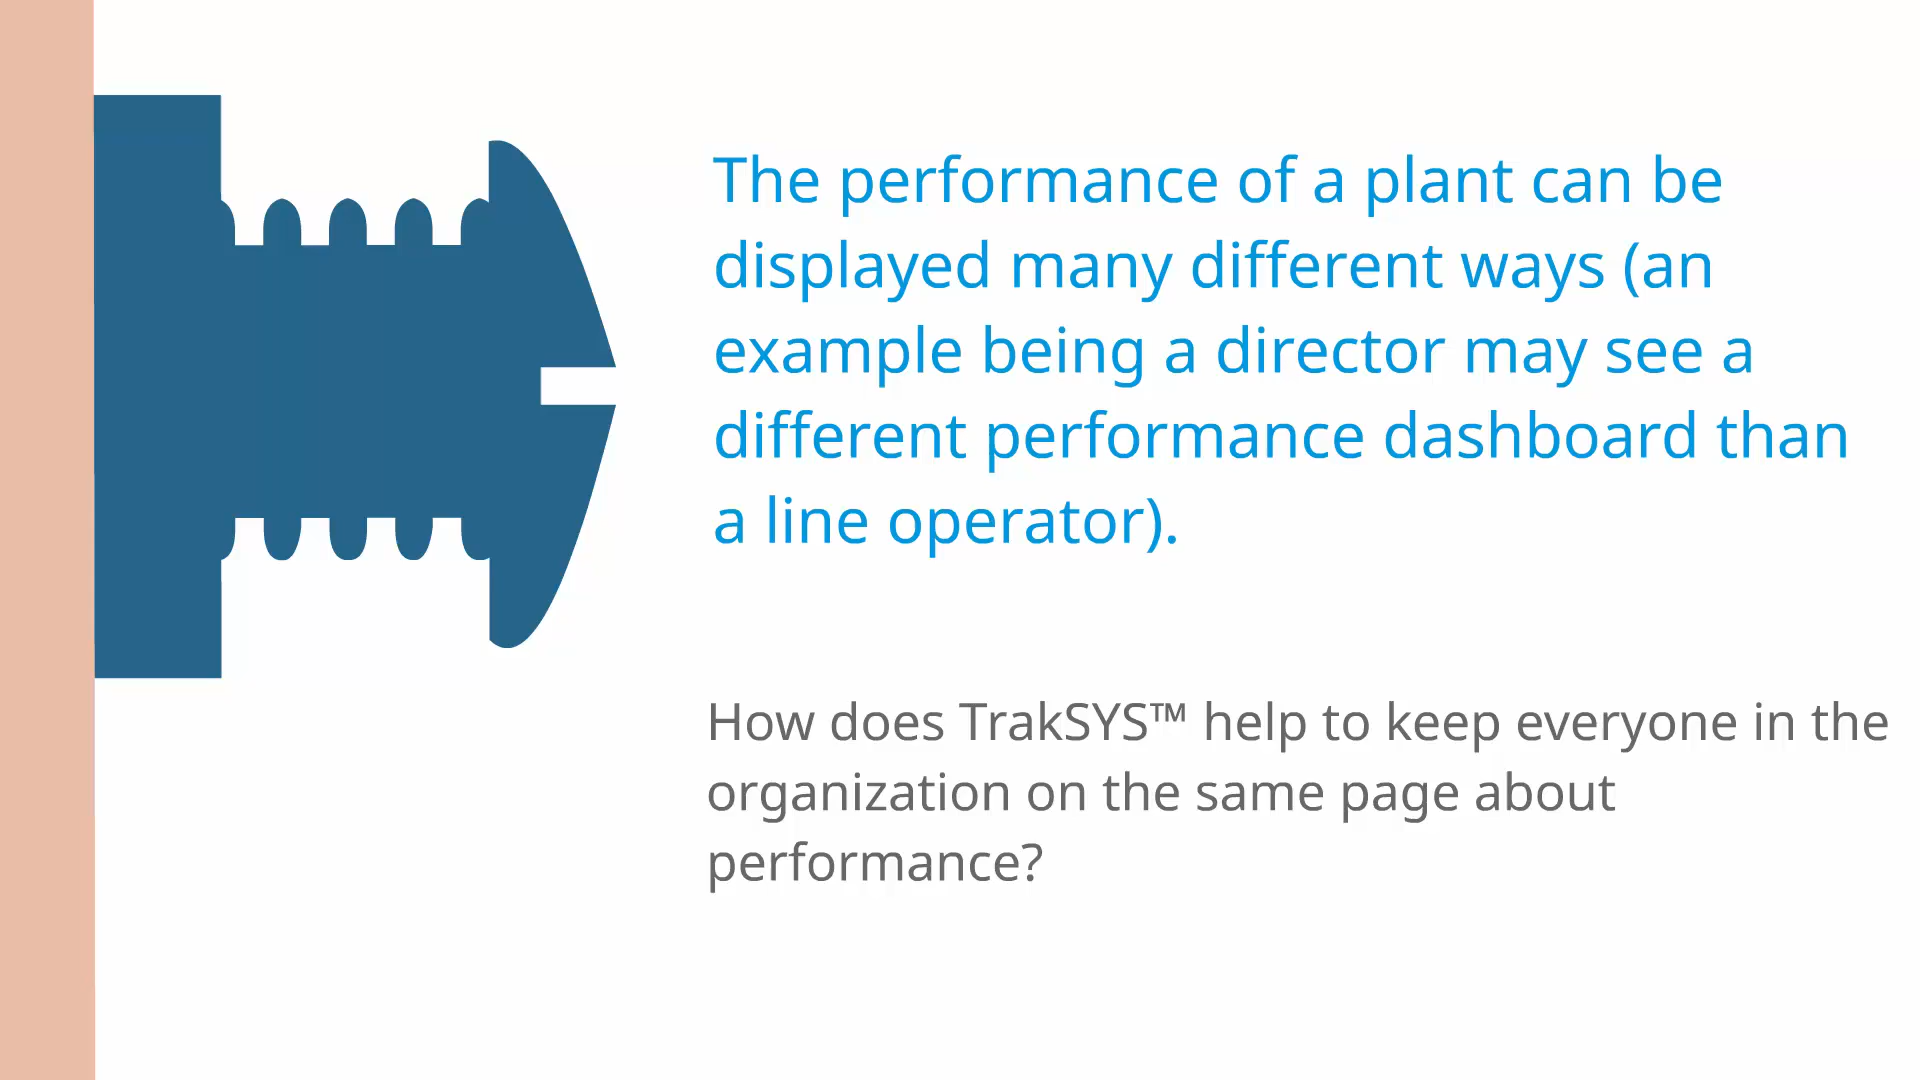 The performance of a plant can be
displayed many different ways (an
example being a director may see a
different performance dashboard than
a line operator).
How does TrakSYS™ help to keep everyone in the
organization on the same page about
performance?